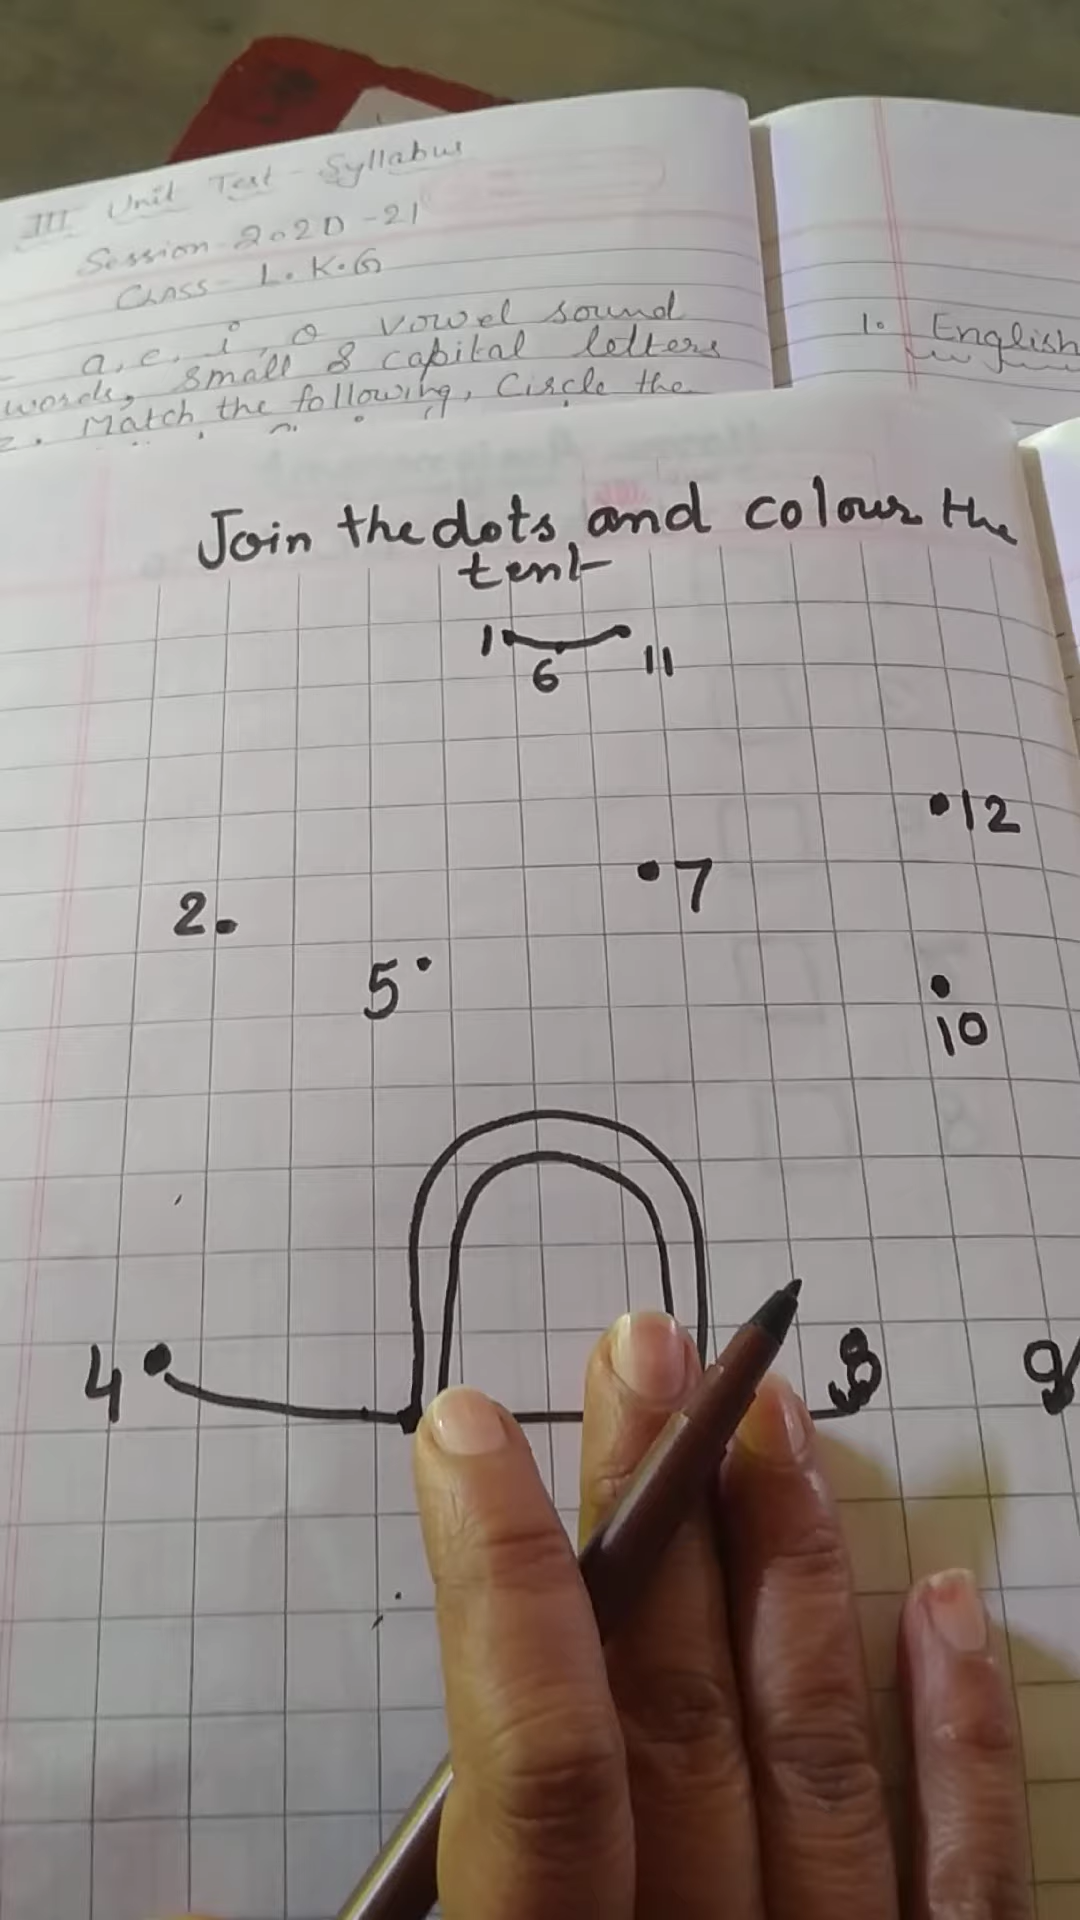 III Unit Test - Syllabus
Session - 2020-21
CLASS - L.K.G
a, e, i, o vowel sound
words, small & capital letters
2. Match the following, Circle the
1. English
Join the dots and colour the
tent
1
6
11
12
7
2
5
10
4
8
9